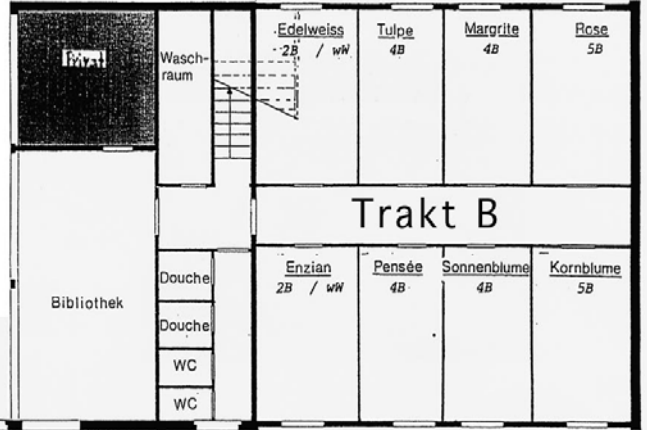 Privat
Wasch-
raum
Edelweiss
2B / wW
Tulpe
4B
Margrite
4B
Rose
5B
Trakt B
Bibliothek
Douche
Douche
WC
WC
Enzian
2B / wW
Pensée
4B
Sonnenblume
4B
Kornblume
5B